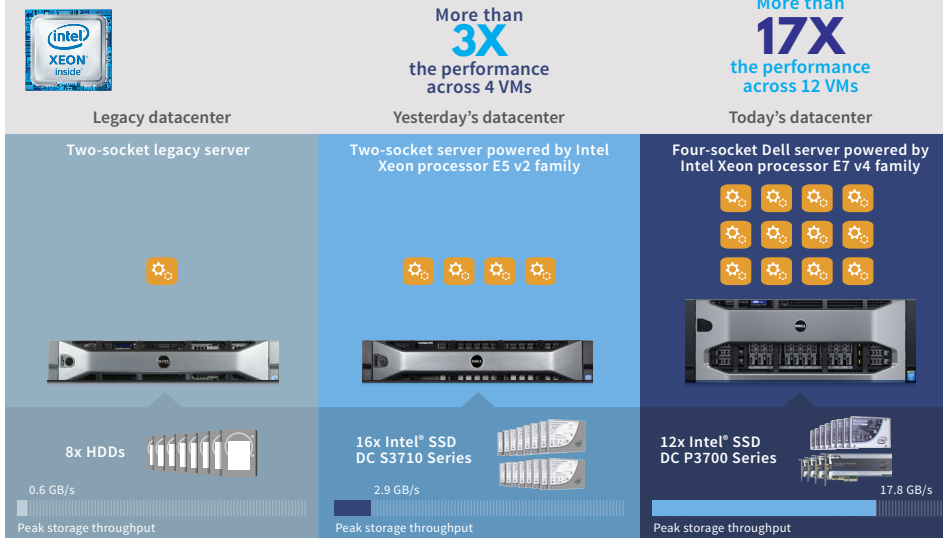 intel
XEON®
inside™
More than
3X
the performance
across 4 VMs
More than
17X
the performance
across 12 VMs
Legacy datacenter
Yesterday's datacenter
Today's datacenter
Two-socket legacy server
Two-socket server powered by Intel
Xeon processor E5 v2 family
Four-socket Dell server powered by
Intel Xeon processor E7 v4 family
8x HDDs
0.6 GB/s
Peak storage throughput
16x Intel® SSD
DC S3710 Series
2.9 GB/s
Peak storage throughput
12x Intel® SSD
DC P3700 Series
17.8 GB/s
Peak storage throughput